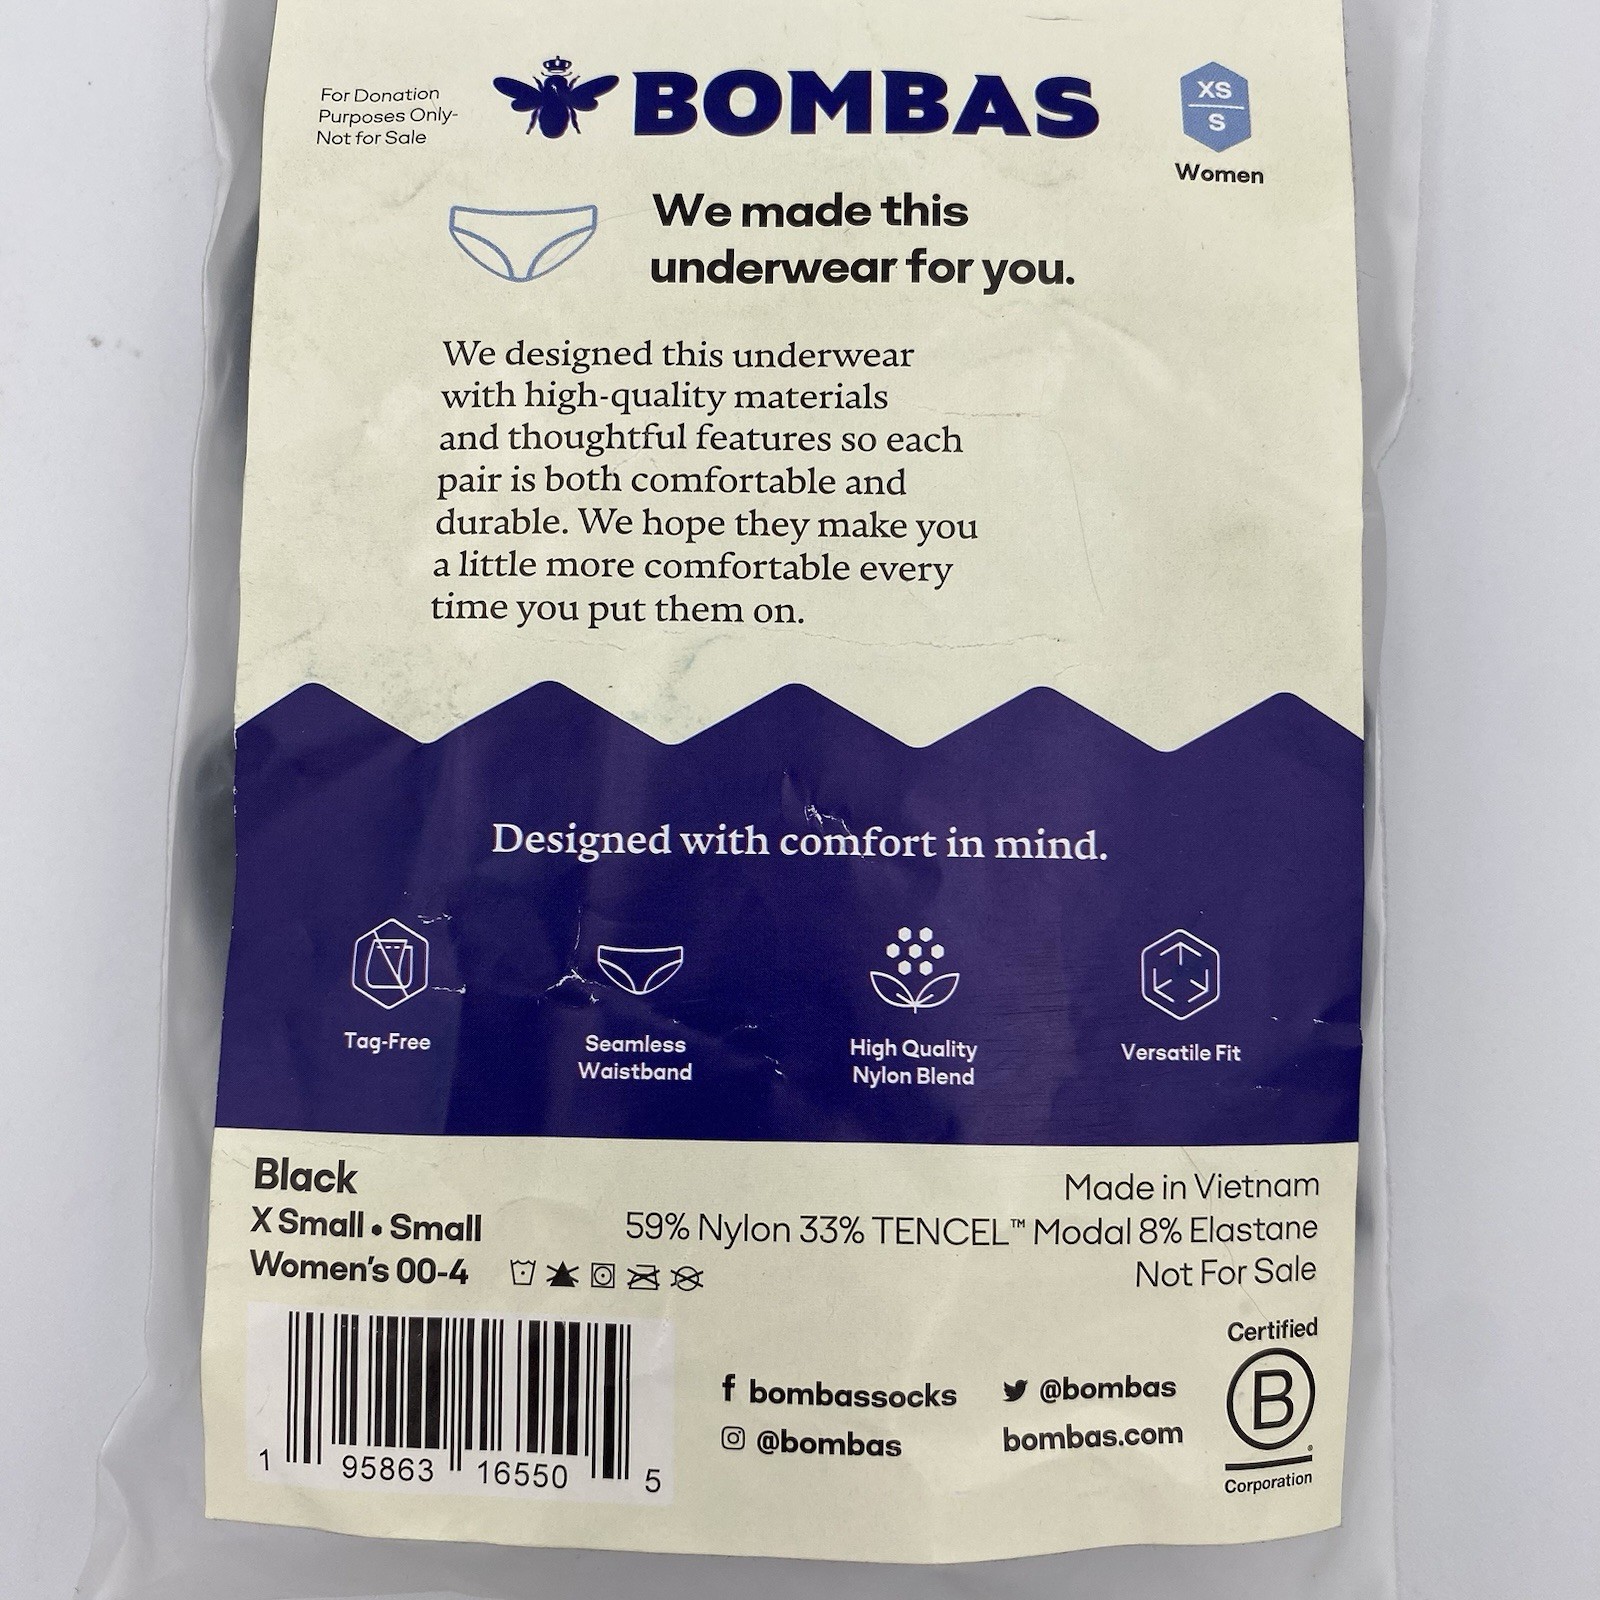 For Donation
Purposes Only-
Not for Sale
BOMBAS
XS
S
Women
We made this
underwear for you.
We designed this underwear
with high-quality materials
and thoughtful features so each
pair is both comfortable and
durable. We hope they make you
a little more comfortable every
time you put them on.
Designed with comfort in mind.
Tag-Free
Seamless
Waistband
High Quality
Nylon Blend
Versatile Fit
Black
X Small • Small
Women's 00-4
Made in Vietnam
59% Nylon 33% TENCEL™ Modal 8% Elastane
Not For Sale
1 95863 16550 5
f bombassocks
@bombas
@bombas
bombas.com
Certified
B
Corporation